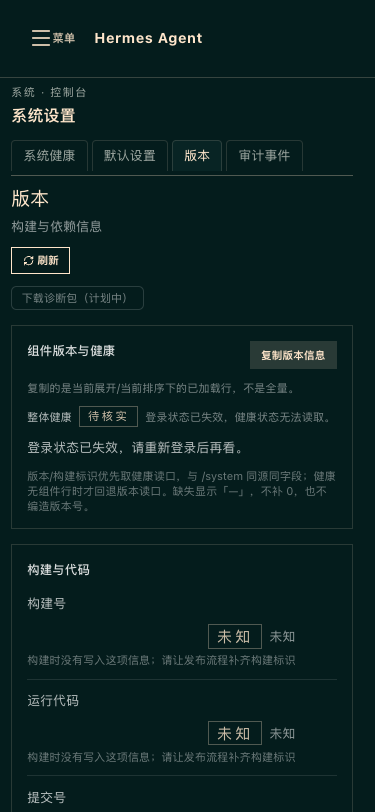 菜单 Hermes Agent
系统 · 控制台
系统设置
系统健康 默认设置 版本 审计事件
版本
构建与依赖信息
刷新
下载诊断包（计划中）
组件版本与健康 复制版本信息
复制的是当前展开/当前排序下的已加载行，不是全量。
整体健康 待核实 登录状态已失效，健康状态无法读取。
登录状态已失效，请重新登录后再看。
版本/构建标识优先取健康读口，与 /system 同源同字段；健康
无组件行时才回退版本读口。缺失显示「—」，不补 0，也不
编造版本号。
构建与代码
构建号
未知 未知
构建时没有写入这项信息；请让发布流程补齐构建标识
运行代码
未知 未知
构建时没有写入这项信息；请让发布流程补齐构建标识
提交号